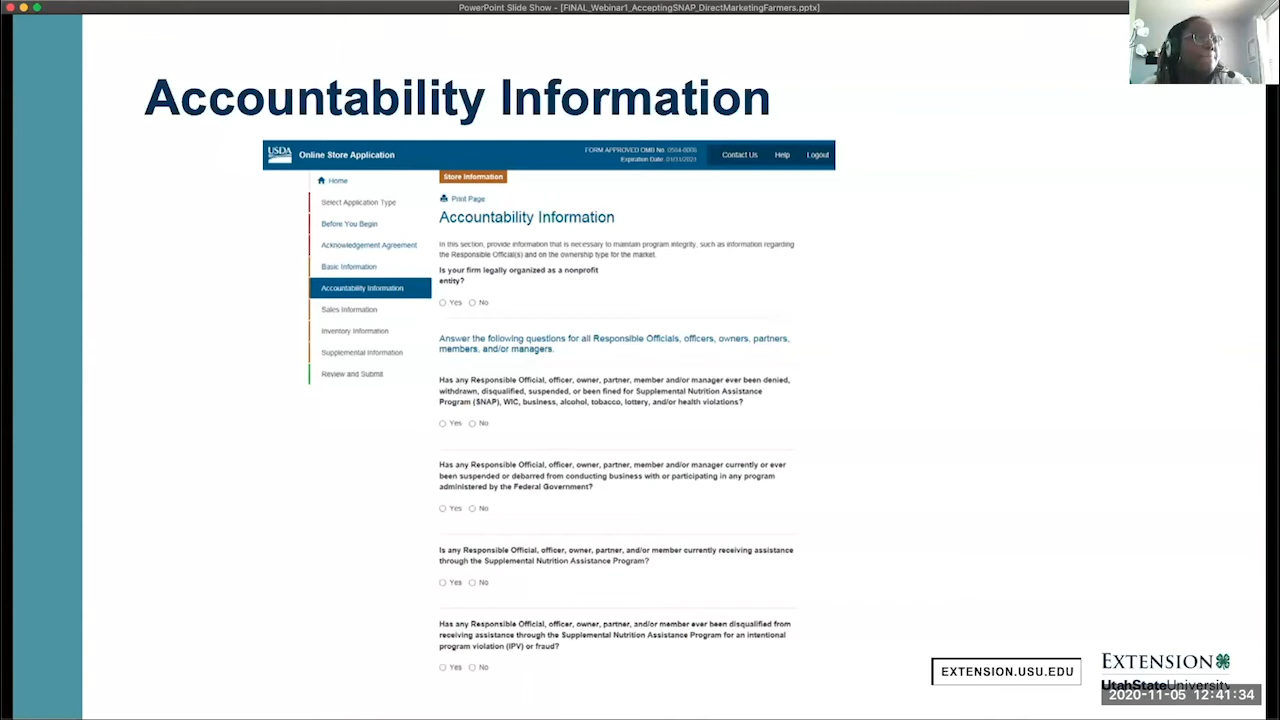 PowerPoint Slide Show - [FINAL_Webinar1_AcceptingSNAP_DirectMarketingFarmers.pptx]
Accountability Information
USDA
Online Store Application
FORM APPROVED OMB No. 0584-0008
Expiration Date: 01/31/2021
Contact Us
Help
Logout
Home
Select Application Type
Before You Begin
Acknowledgement Agreement
Basic Information
Accountability Information
Sales Information
Inventory Information
Supplemental Information
Review and Submit
Store Information
Print Page
Accountability Information
In this section, provide information that is necessary to maintain program integrity, such as information regarding
the Responsible Official(s) and on the ownership type for the market.
Is your firm legally organized as a nonprofit
entity?
Yes No
Answer the following questions for all Responsible Officials, officers, owners, partners,
members, and/or managers.
Has any Responsible Official, officer, owner, partner, member and/or manager ever been denied,
withdrawn, disqualified, suspended, or been fined for Supplemental Nutrition Assistance
Program (SNAP), WIC, business, alcohol, tobacco, lottery, and/or health violations?
Yes No
Has any Responsible Official, officer, owner, partner, member and/or manager currently or ever
been suspended or debarred from conducting business with or participating in any program
administered by the Federal Government?
Yes No
Is any Responsible Official, officer, owner, partner, and/or member currently receiving assistance
through the Supplemental Nutrition Assistance Program?
Yes No
Has any Responsible Official, officer, owner, partner, and/or member ever been disqualified from
receiving assistance through the Supplemental Nutrition Assistance Program for an intentional
program violation (IPV) or fraud?
Yes No
EXTENSION.USU.EDU
EXTENSION
UtahStateUniversity
2020-11-05 12:41:34